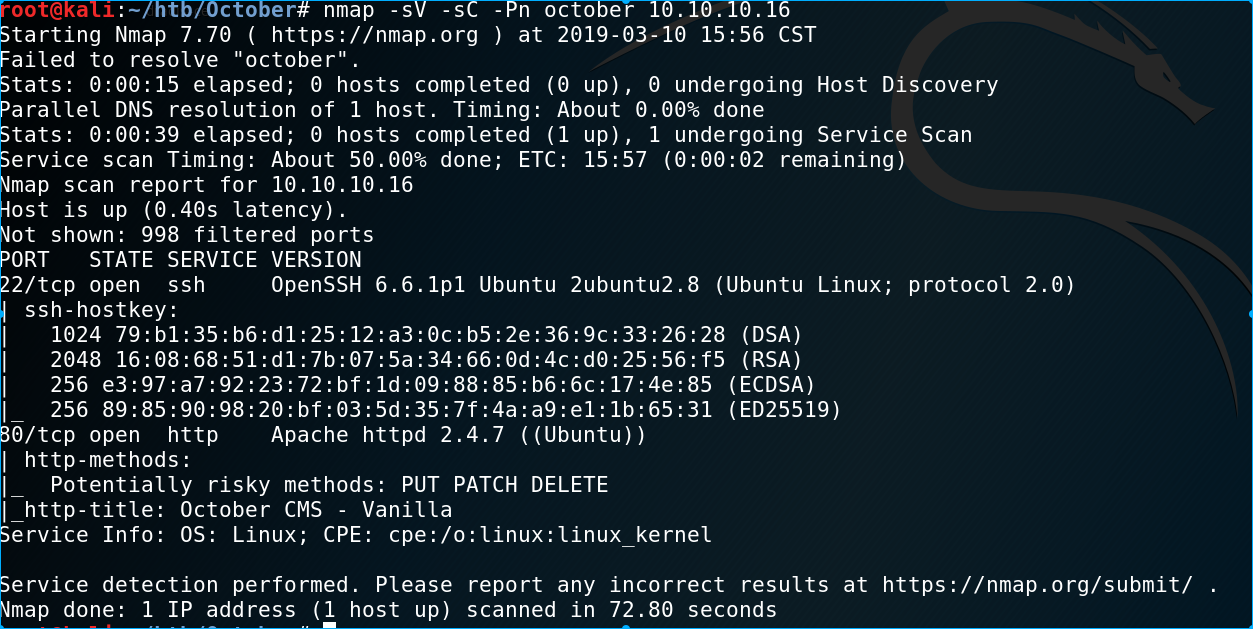 root@kali:~/htb/October# nmap -sV -sC -Pn october 10.10.10.16
Starting Nmap 7.70 ( https://nmap.org ) at 2019-03-10 15:56 CST
Failed to resolve "october".
Stats: 0:00:15 elapsed; 0 hosts completed (0 up), 0 undergoing Host Discovery
Parallel DNS resolution of 1 host. Timing: About 0.00% done
Stats: 0:00:39 elapsed; 0 hosts completed (1 up), 1 undergoing Service Scan
Service scan Timing: About 50.00% done; ETC: 15:57 (0:00:02 remaining)
Nmap scan report for 10.10.10.16
Host is up (0.40s latency).
Not shown: 998 filtered ports
PORT   STATE SERVICE VERSION
22/tcp open  ssh     OpenSSH 6.6.1p1 Ubuntu 2ubuntu2.8 (Ubuntu Linux; protocol 2.0)
| ssh-hostkey:
|   1024 79:b1:35:b6:d1:25:12:a3:0c:b5:2e:36:9c:33:26:28 (DSA)
|   2048 16:08:68:51:d1:7b:07:5a:34:66:0d:4c:d0:25:56:f5 (RSA)
|   256 e3:97:a7:92:23:72:bf:1d:09:88:85:b6:6c:17:4e:85 (ECDSA)
|_  256 89:85:90:98:20:bf:03:5d:35:7f:4a:a9:e1:1b:65:31 (ED25519)
80/tcp open  http    Apache httpd 2.4.7 ((Ubuntu))
| http-methods:
|_  Potentially risky methods: PUT PATCH DELETE
|_http-title: October CMS - Vanilla
Service Info: OS: Linux; CPE: cpe:/o:linux:linux_kernel
Service detection performed. Please report any incorrect results at https://nmap.org/submit/ .
Nmap done: 1 IP address (1 host up) scanned in 72.80 seconds